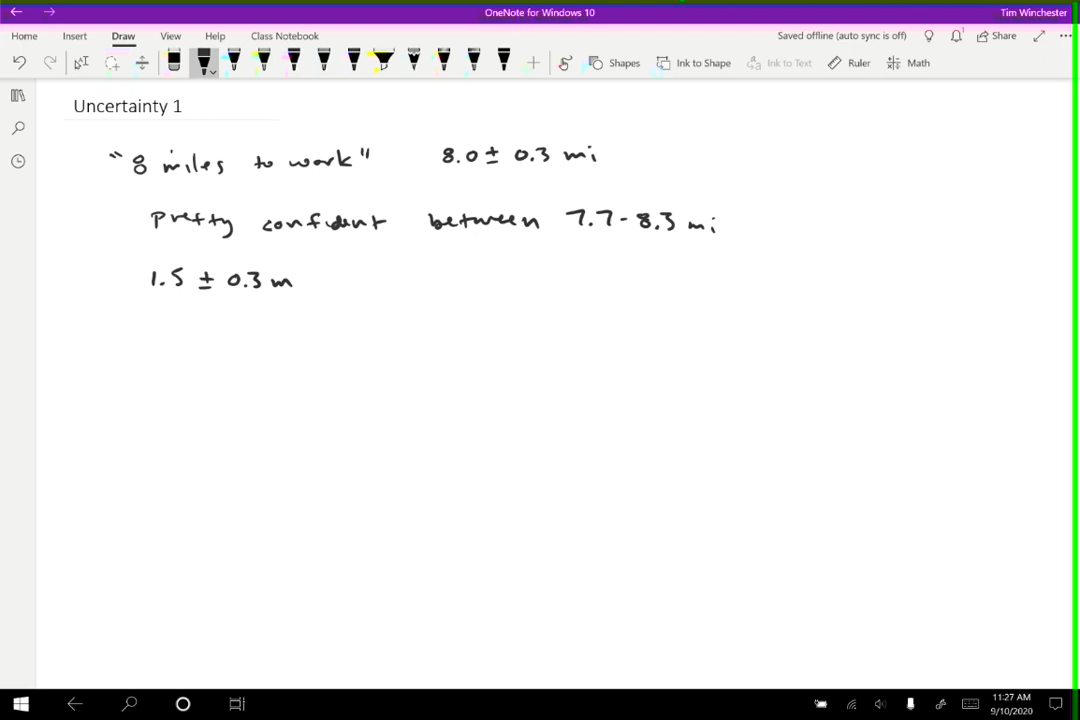 OneNote for Windows 10
Tim Winchester
Home Insert Draw View Help Class Notebook
Saved offline (auto sync is off)
Share
Shapes
Ink to Shape
Ink to Text
Ruler
Math
Uncertainty 1
"8 miles to work" 8.0 ± 0.3 mi
Pretty confident between 7.7-8.3 mi
1.5 ± 0.3 m
11:27 AM
9/10/2020